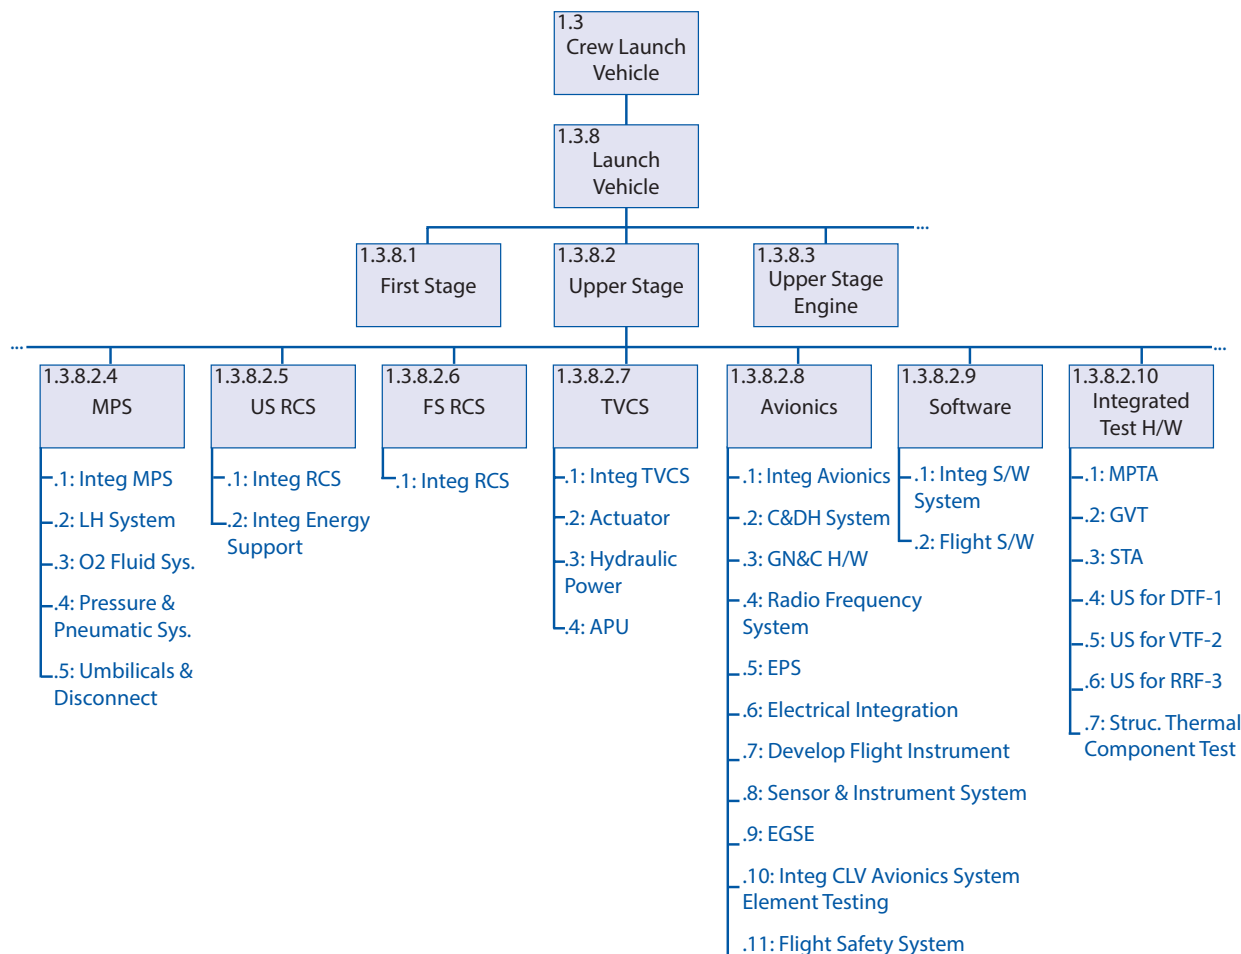 1.3
Crew Launch
Vehicle
1.3.8
Launch
Vehicle
...
1.3.8.1
First Stage
1.3.8.2
Upper Stage
1.3.8.3
Upper Stage
Engine
...
...
1.3.8.2.4
MPS
.1: Integ MPS
.2: LH System
.3: O2 Fluid Sys.
.4: Pressure &
Pneumatic Sys.
.5: Umbilicals &
Disconnect
1.3.8.2.5
US RCS
.1: Integ RCS
.2: Integ Energy
Support
1.3.8.2.6
FS RCS
.1: Integ RCS
1.3.8.2.7
TVCS
.1: Integ TVCS
.2: Actuator
.3: Hydraulic
Power
.4: APU
1.3.8.2.8
Avionics
.1: Integ Avionics
.2: C&DH System
.3: GN&C H/W
.4: Radio Frequency
System
.5: EPS
.6: Electrical Integration
.7: Develop Flight Instrument
.8: Sensor & Instrument System
.9: EGSE
.10: Integ CLV Avionics System
Element Testing
.11: Flight Safety System
1.3.8.2.9
Software
.1: Integ S/W
System
.2: Flight S/W
1.3.8.2.10
Integrated
Test H/W
.1: MPTA
.2: GVT
.3: STA
.4: US for DTF-1
.5: US for VTF-2
.6: US for RRF-3
.7: Struc. Thermal
Component Test